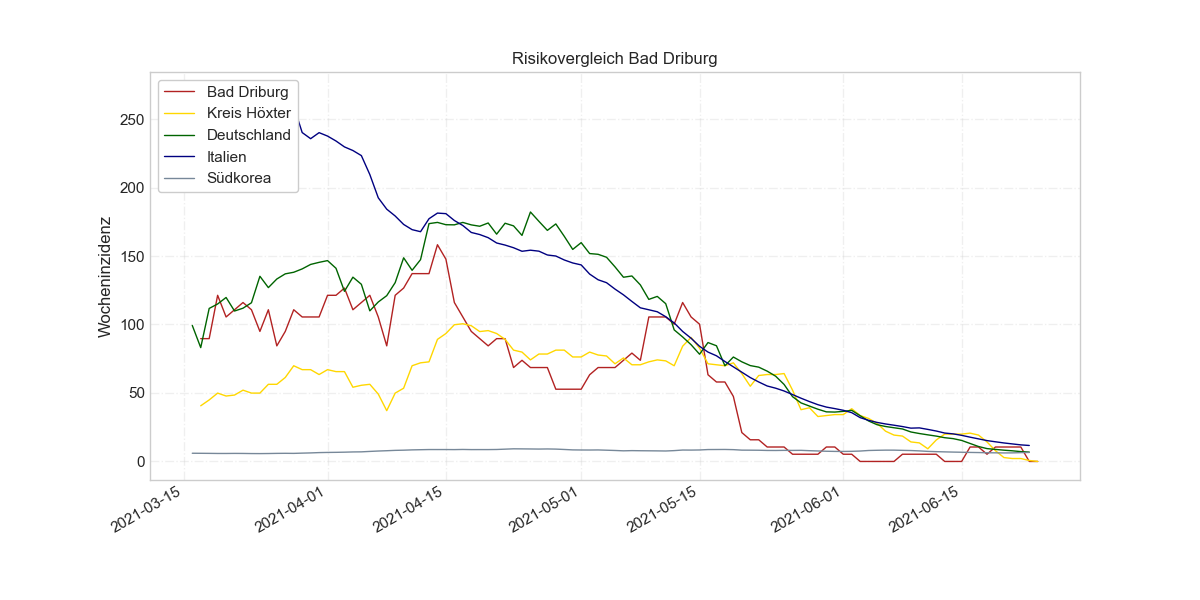 Risikovergleich Bad Driburg
Bad Driburg
Kreis Höxter
Deutschland
Italien
Südkorea
Wocheninzidenz
250
200
150
100
50
0
2021-03-15
2021-04-01
2021-04-15
2021-05-01
2021-05-15
2021-06-01
2021-06-15